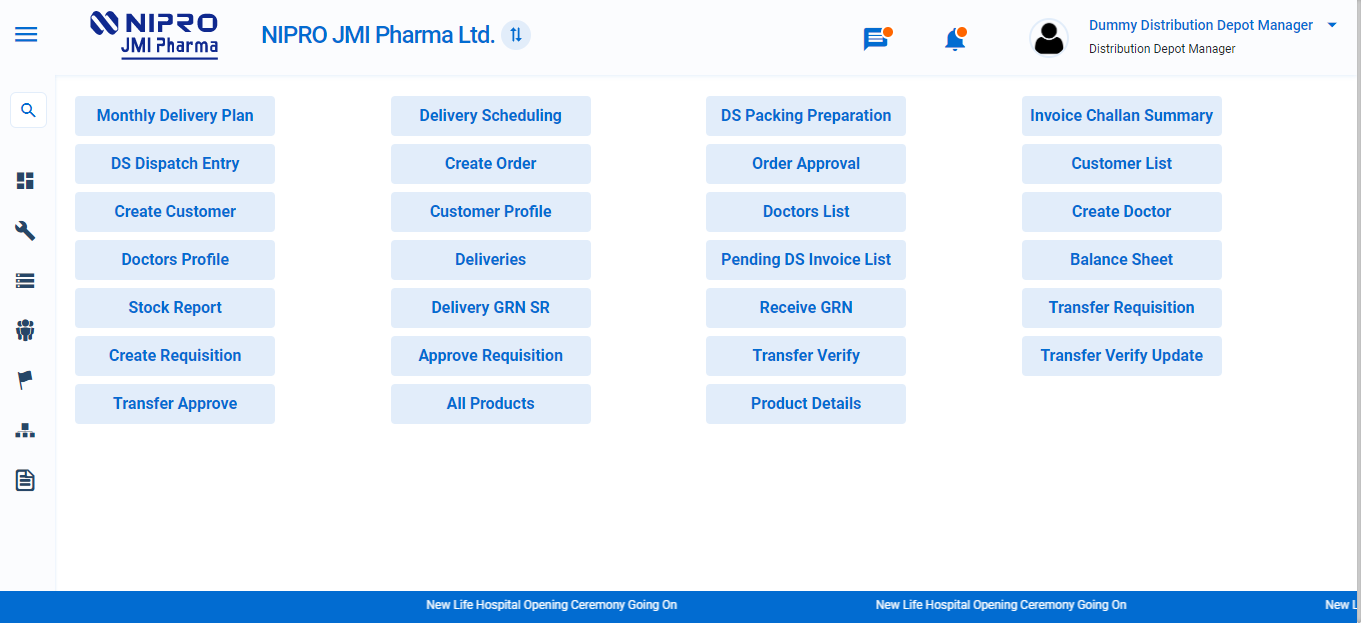 NIPRO
JMI Pharma
NIPRO JMI Pharma Ltd.
Dummy Distribution Depot Manager
Distribution Depot Manager
Monthly Delivery Plan
Delivery Scheduling
DS Packing Preparation
Invoice Challan Summary
DS Dispatch Entry
Create Order
Order Approval
Customer List
Create Customer
Customer Profile
Doctors List
Create Doctor
Doctors Profile
Deliveries
Pending DS Invoice List
Balance Sheet
Stock Report
Delivery GRN SR
Receive GRN
Transfer Requisition
Create Requisition
Approve Requisition
Transfer Verify
Transfer Verify Update
Transfer Approve
All Products
Product Details
New Life Hospital Opening Ceremony Going On
New Life Hospital Opening Ceremony Going On
New L